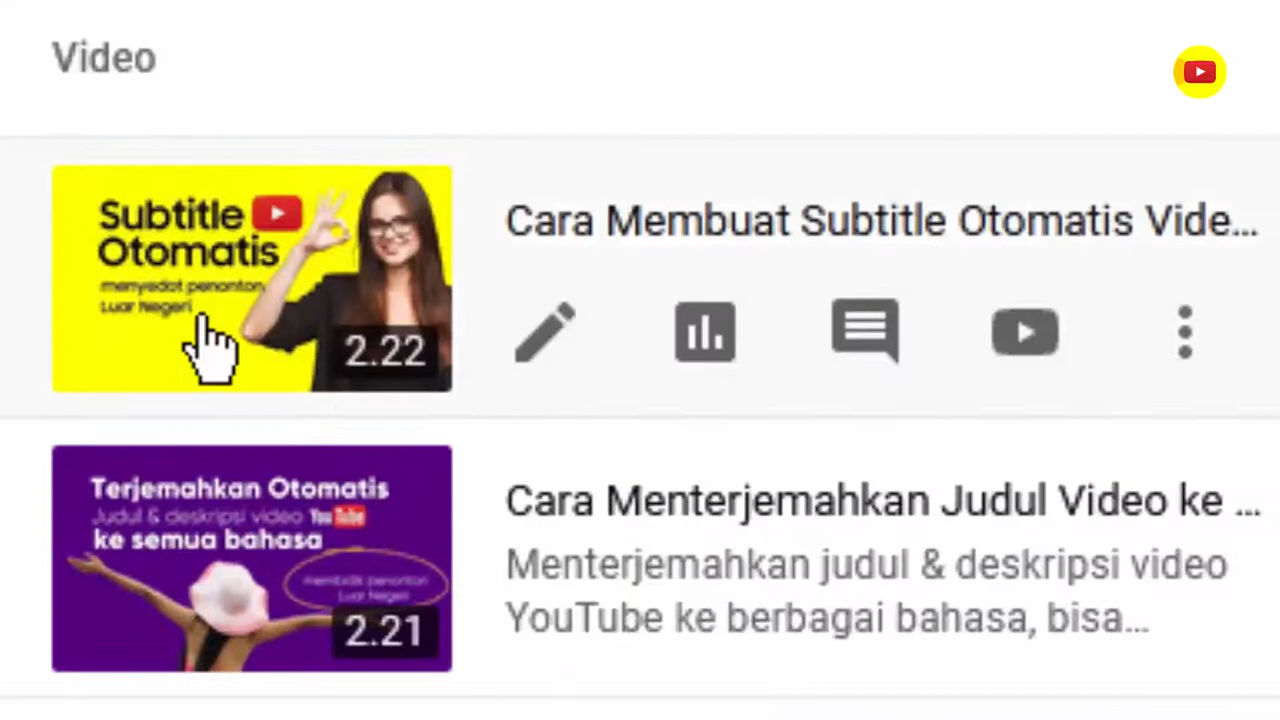 Video
Subtitle
Otomatis
menyedot penonton
Luar Negeri
2.22
Cara Membuat Subtitle Otomatis Vide...
Terjemahkan Otomatis
Judul & deskripsi video YouTube
ke semua bahasa
penonton
Luar Negeri
2.21
Cara Menterjemahkan Judul Video ke ...
Menterjemahkan judul & deskripsi video
YouTube ke berbagai bahasa, bisa...